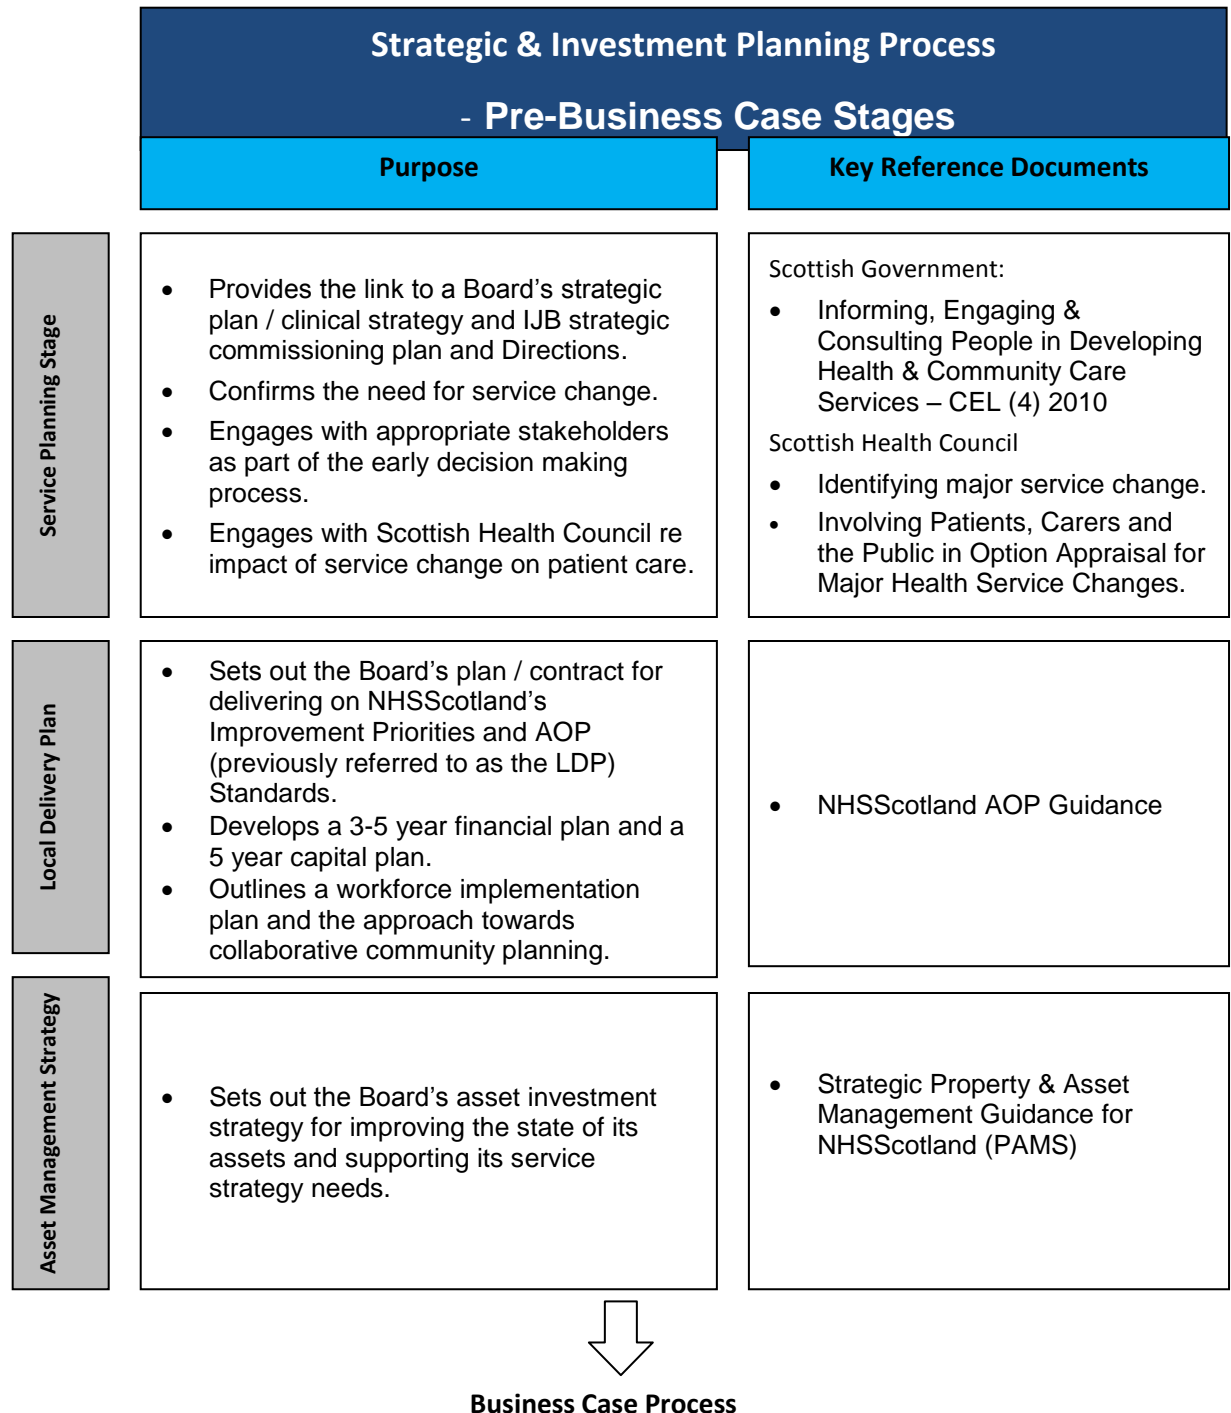 Strategic & Investment Planning Process
- Pre-Business Case Stages
Purpose
Key Reference Documents
Service Planning Stage
• Provides the link to a Board's strategic
plan / clinical strategy and IJB strategic
commissioning plan and Directions.
• Confirms the need for service change.
• Engages with appropriate stakeholders
as part of the early decision making
process.
• Engages with Scottish Health Council re
impact of service change on patient care.
Scottish Government:
• Informing, Engaging &
Consulting People in Developing
Health & Community Care
Services – CEL (4) 2010
Scottish Health Council
• Identifying major service change.
• Involving Patients, Carers and
the Public in Option Appraisal for
Major Health Service Changes.
Local Delivery Plan
• Sets out the Board's plan / contract for
delivering on NHSScotland's
Improvement Priorities and AOP
(previously referred to as the LDP)
Standards.
• Develops a 3-5 year financial plan and a
5 year capital plan.
• Outlines a workforce implementation
plan and the approach towards
collaborative community planning.
• NHSScotland AOP Guidance
Asset Management Strategy
• Sets out the Board's asset investment
strategy for improving the state of its
assets and supporting its service
strategy needs.
• Strategic Property & Asset
Management Guidance for
NHSScotland (PAMS)
Business Case Process